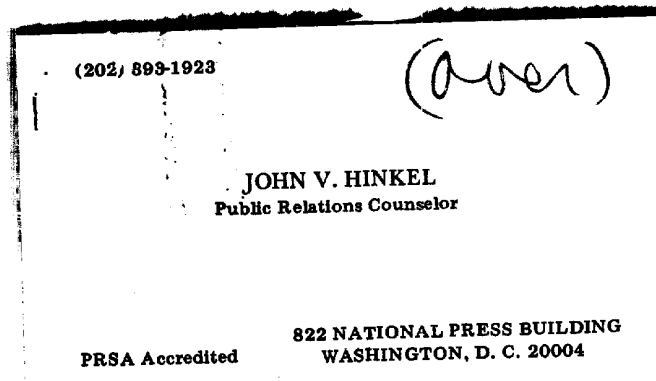 (202) 893-1923
(over)
JOHN V. HINKEL
Public Relations Counselor
822 NATIONAL PRESS BUILDING
PRSA Accredited
WASHINGTON, D. C. 20004